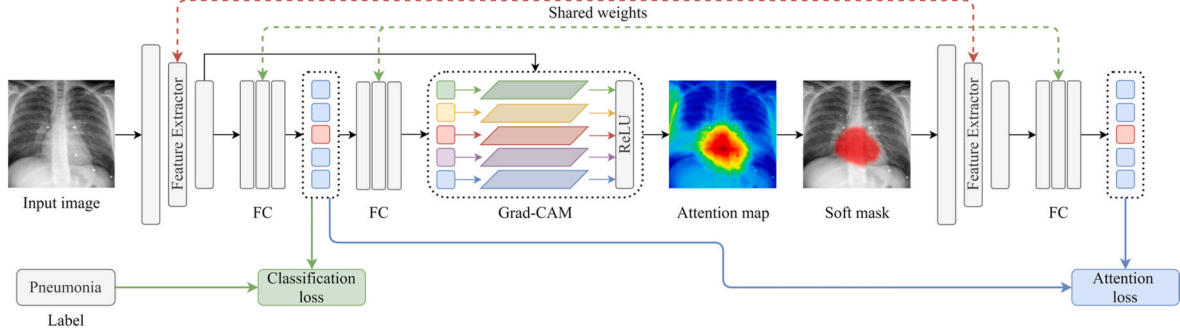 Shared weights
Feature Extractor
Feature Extractor
ReLU
Input image
FC
FC
Grad-CAM
Attention map
Soft mask
FC
Pneumonia
Label
Classification
loss
Attention
loss